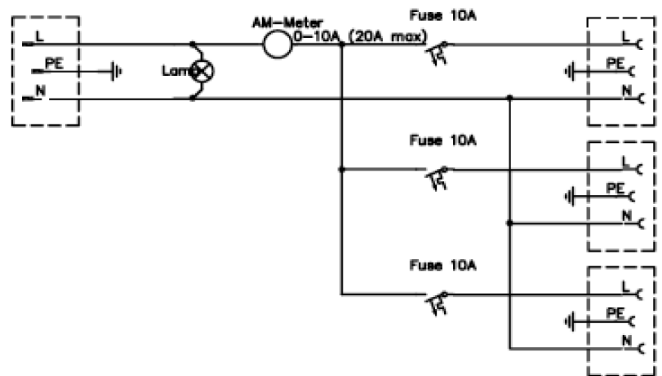 Fuse 10A
AM-Meter
0-10A (20A max)
L
L
PE
Lamp
PE
N
N
Fuse 10A
L
PE
N
Fuse 10A
L
PE
N